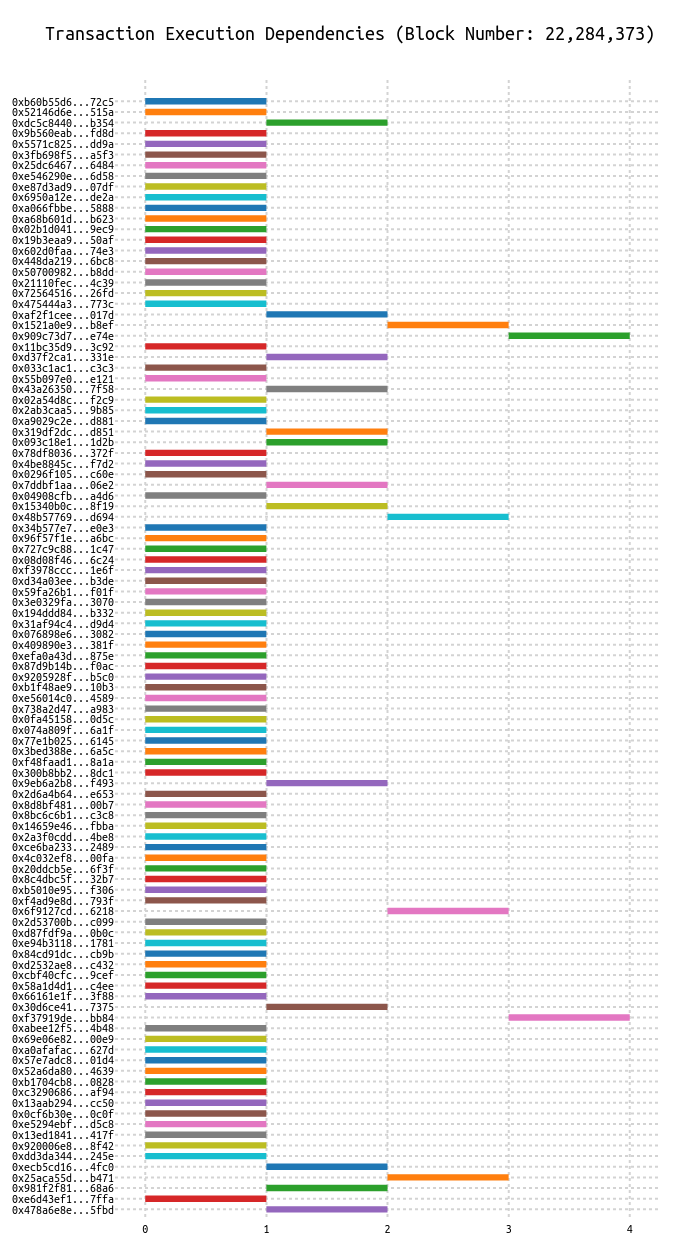 Transaction Execution Dependencies (Block Number: 22,284,373)
0xb60b55d6...72c5
0x52146d6e...515a
0xdc5c8440...b354
0x9b560eab...fd8d
0x5571c825...dd9a
0x3fb698f5...a5f3
0x25dc6467...6484
0xe546290e...6d58
0xe87d3ad9...07df
0x6950a12e...de2a
0xa066fbbe...5888
0xa68b601d...b623
0x02b1d041...9ec9
0x19b3eaa9...50af
0x602d0faa...74e3
0x448da219...6bc8
0x50700982...b8dd
0x21110fec...4c39
0x72564516...26fd
0x475444a3...773c
0xaf2f1cee...017d
0x1521a0e9...b8ef
0x909c73d7...e74e
0x11bc35d9...3c92
0xd37f2ca1...331e
0x033c1ac1...c3c3
0x55b097e0...e121
0x43a26350...7f58
0x02a54d8c...f2c9
0x2ab3caa5...9b85
0xa9029c2e...d881
0x319df2dc...d851
0x093c18e1...1d2b
0x78df8036...372f
0x4be8845c...f7d2
0x0296f105...c60e
0x7ddbf1aa...06e2
0x04908cfb...a4d6
0x15340b0c...8f19
0x48b57769...d694
0x34b577e7...e0e3
0x96f57f1e...a6bc
0x727c9c88...1c47
0x08d08f46...6c24
0xf3978ccc...1e6f
0xd34a03ee...b3de
0x59fa26b1...f01f
0x3e0329fa...3070
0x194ddd84...b332
0x31af94c4...d9d4
0x076898e6...3082
0x409890e3...381f
0xefa0a43d...875e
0x87d9b14b...f0ac
0x9205928f...b5c0
0xb1f48ae9...10b3
0xe56014c0...4589
0x738a2d47...a983
0x0fa45158...0d5c
0x074a809f...6a1f
0x77e1b025...6145
0x3bed388e...6a5c
0xf48faad1...8a1a
0x300b8bb2...8dc1
0x9eb6a2b8...f493
0x2d6a4b64...e653
0x8d8bf481...00b7
0x8bc6c6b1...c3c8
0x14659e46...fbba
0x2a3f0cdd...4be8
0xce6ba233...2489
0x4c032ef8...00fa
0x20ddcb5e...6f3f
0x8c4dbc5f...32b7
0xb5010e95...f306
0xf4ad9e8d...793f
0x6f9127cd...6218
0x2d53700b...c099
0xd87fdf9a...0b0c
0xe94b3118...1781
0x84cd91dc...cb9b
0xd2532ae8...c432
0xcbf40cfc...9cef
0x58a1d4d1...c4ee
0x66161e1f...3f88
0x30d6ce41...7375
0xf37919de...bb84
0xabee12f5...4b48
0x69e06e82...00e9
0xa0afafac...627d
0x57e7adc8...01d4
0x52a6da80...4639
0xb1704cb8...0828
0xc3290686...af94
0x13aab294...cc50
0x0cf6b30e...0c0f
0xe5294ebf...d5c8
0x13ed1841...417f
0x920006e8...8f42
0xdd3da344...245e
0xecb5cd16...4fc0
0x25aca55d...b471
0x981f2f81...68a6
0xe6d43ef1...7ffa
0x478a6e8e...5fbd
0 1 2 3 4